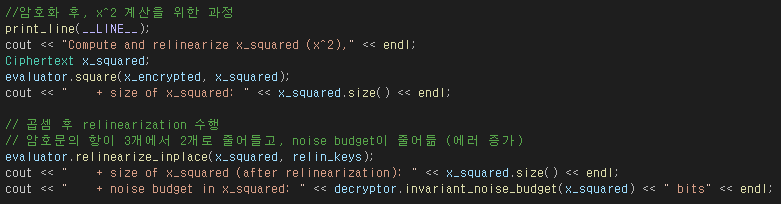 //암호화 후, x^2 계산을 위한 과정
print_line(__LINE__);
cout << "Compute and relinearize x_squared (x^2)," << endl;
Ciphertext x_squared;
evaluator.square(x_encrypted, x_squared);
cout << "    + size of x_squared: " << x_squared.size() << endl;
// 곱셈 후 relinearization 수행
// 암호문의 항이 3개에서 2개로 줄어들고, noise budget이 줄어듦 (에러 증가)
evaluator.relinearize_inplace(x_squared, relin_keys);
cout << "    + size of x_squared (after relinearization): " << x_squared.size() << endl;
cout << "    + noise budget in x_squared: " << decryptor.invariant_noise_budget(x_squared) << " bits" << endl;